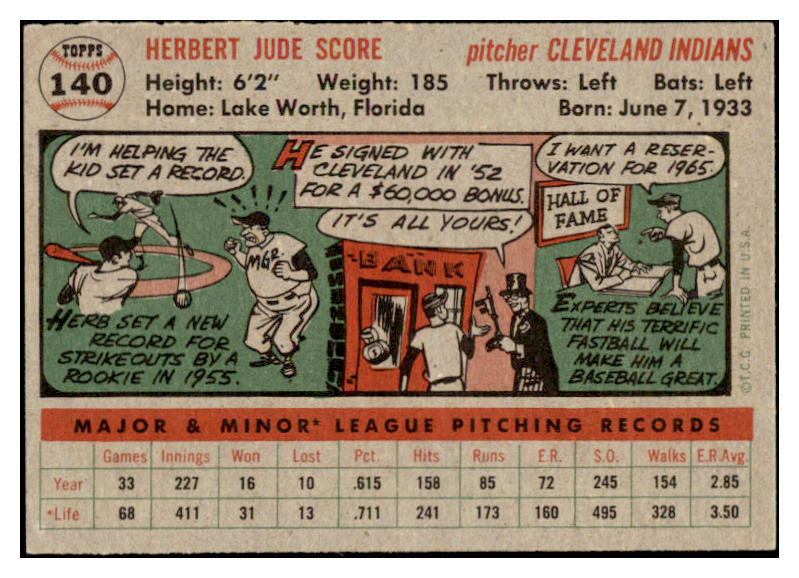 TOPPS
140
HERBERT JUDE SCORE
pitcher CLEVELAND INDIANS
Height: 6'2" Weight: 185 Throws: Left Bats: Left
Home: Lake Worth, Florida Born: June 7, 1933
I'M HELPING THE
KID SET A RECORD.
MGR.
HERB SET A NEW
RECORD FOR
STRIKEOUTS BY A
ROOKIE IN 1955.
HE SIGNED WITH
CLEVELAND IN '52
FOR A $60,000 BONUS.
IT'S ALL YOURS!
BANK
I WANT A RESER-
VATION FOR 1965.
HALL OF
FAME
EXPERTS BELIEVE
THAT HIS TERRIFIC
FASTBALL WILL
MAKE HIM A
BASEBALL GREAT.
©T.C.G. PRINTED IN U.S.A.
MAJOR & MINOR* LEAGUE PITCHING RECORDS
Games Innings Won Lost Pct. Hits Runs E.R. S.O. Walks E.R.Avg.
Year 33 227 16 10 .615 158 85 72 245 154 2.85
*Life 68 411 31 13 .711 241 173 160 495 328 3.50